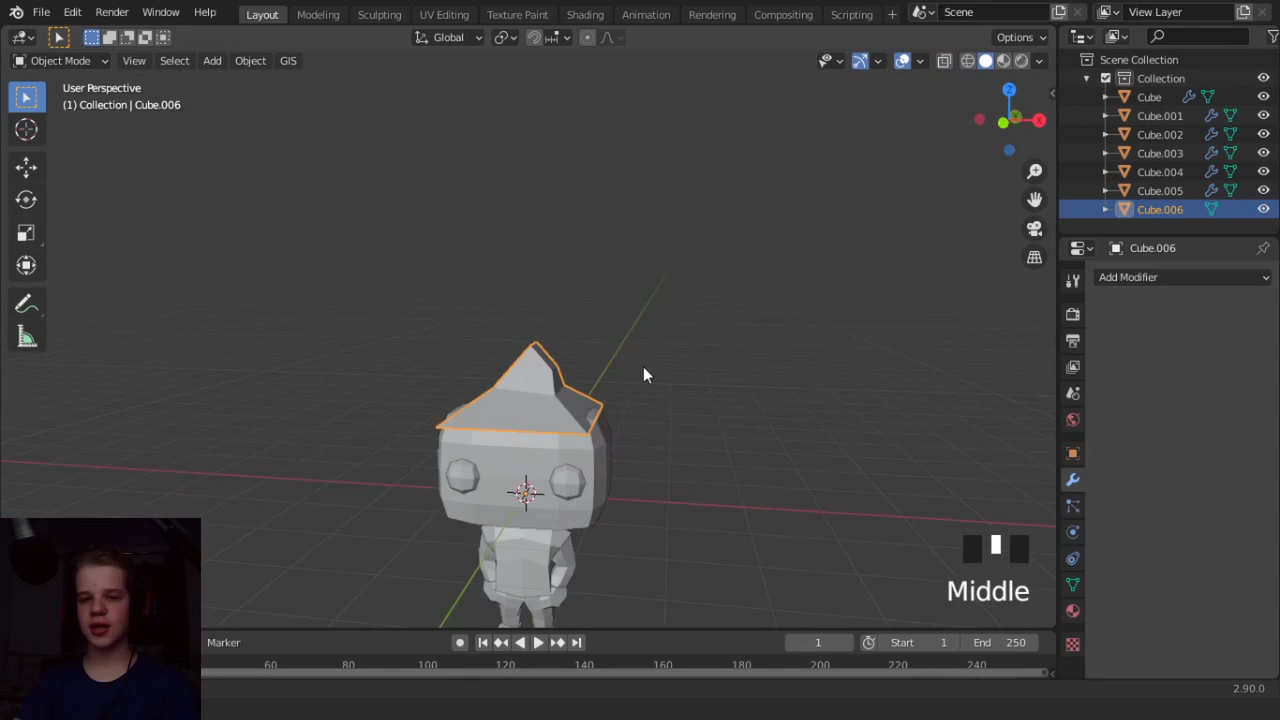 File Edit Render Window Help Layout Modeling Sculpting UV Editing Texture Paint Shading Animation Rendering Compositing Scripting + Scene View Layer
Global Options
Object Mode View Select Add Object GIS
User Perspective
(1) Collection | Cube.006
Z
X
Scene Collection
Collection
Cube
Cube.001
Cube.002
Cube.003
Cube.004
Cube.005
Cube.006
Cube.006
Add Modifier
Middle
Marker 1 Start 1 End 250
60 80 100 120 140 160 180 200 220 240
2.90.0